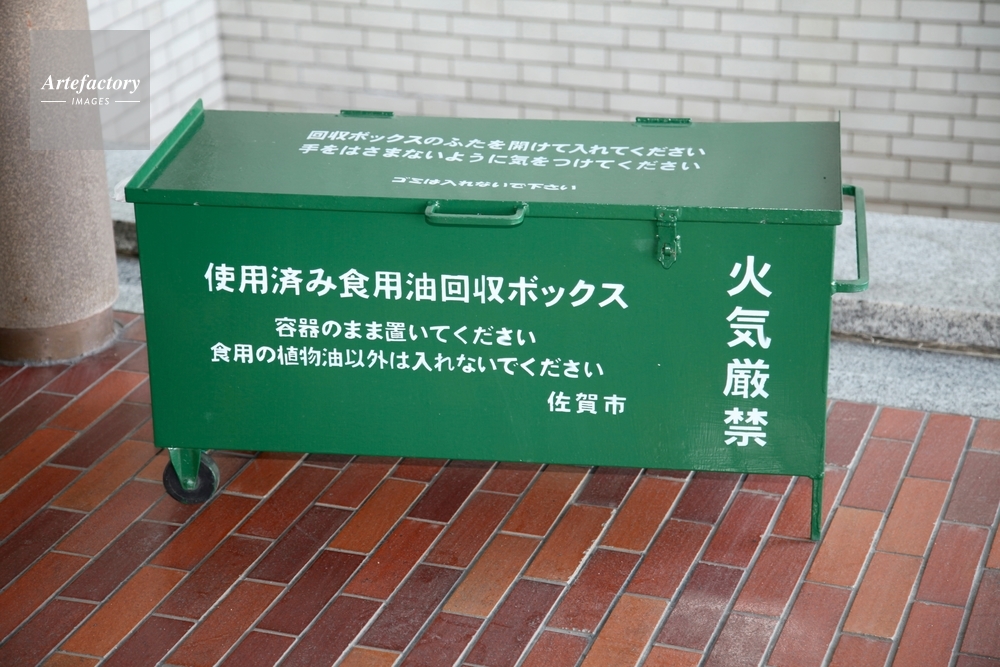 Artefactory
IMAGES
回収ボックスのふたを開けて入れてください
手をはさまないように気をつけてください
ゴミは入れないで下さい
使用済み食用油回収ボックス
容器のまま置いてください
食用の植物油以外は入れないでください
佐賀市
火気厳禁